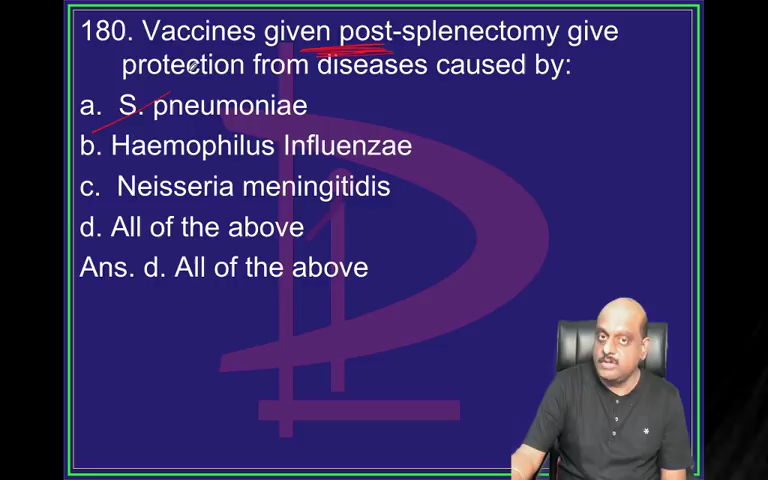 180. Vaccines given post-splenectomy give
protection from diseases caused by:
a. S. pneumoniae
b. Haemophilus Influenzae
c. Neisseria meningitidis
d. All of the above
Ans. d. All of the above